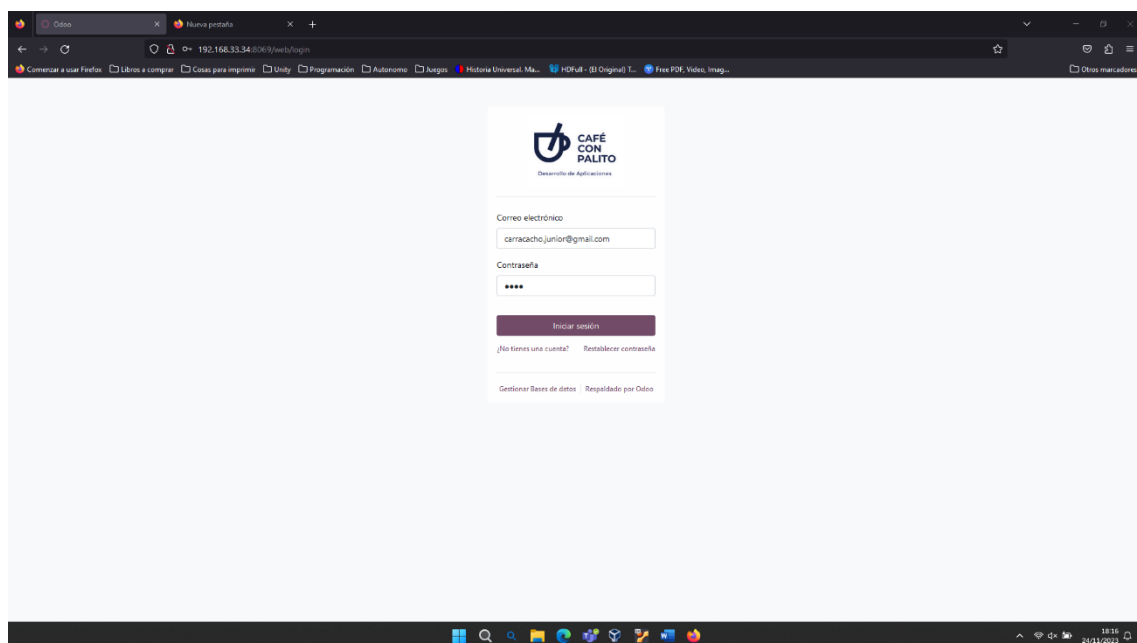 Odoo
Nueva pestaña
192.168.33.34:8069/web/login
Comenzar a usar Firefox
Libros a comprar
Cosas para imprimir
Unity
Programación
Autonomo
Juegos
Historia Universal. Ma...
HDFull - (El Original) T...
Free PDF, Video, Imag...
Otros marcadores
CAFÉ
CON
PALITO
Desarrollo de Aplicaciones
Correo electrónico
carracacho.junior@gmail.com
Contraseña
Iniciar sesión
¿No tienes una cuenta? Restablecer contraseña
Gestionar Bases de datos | Respaldado por Odoo
18:16
24/11/2023